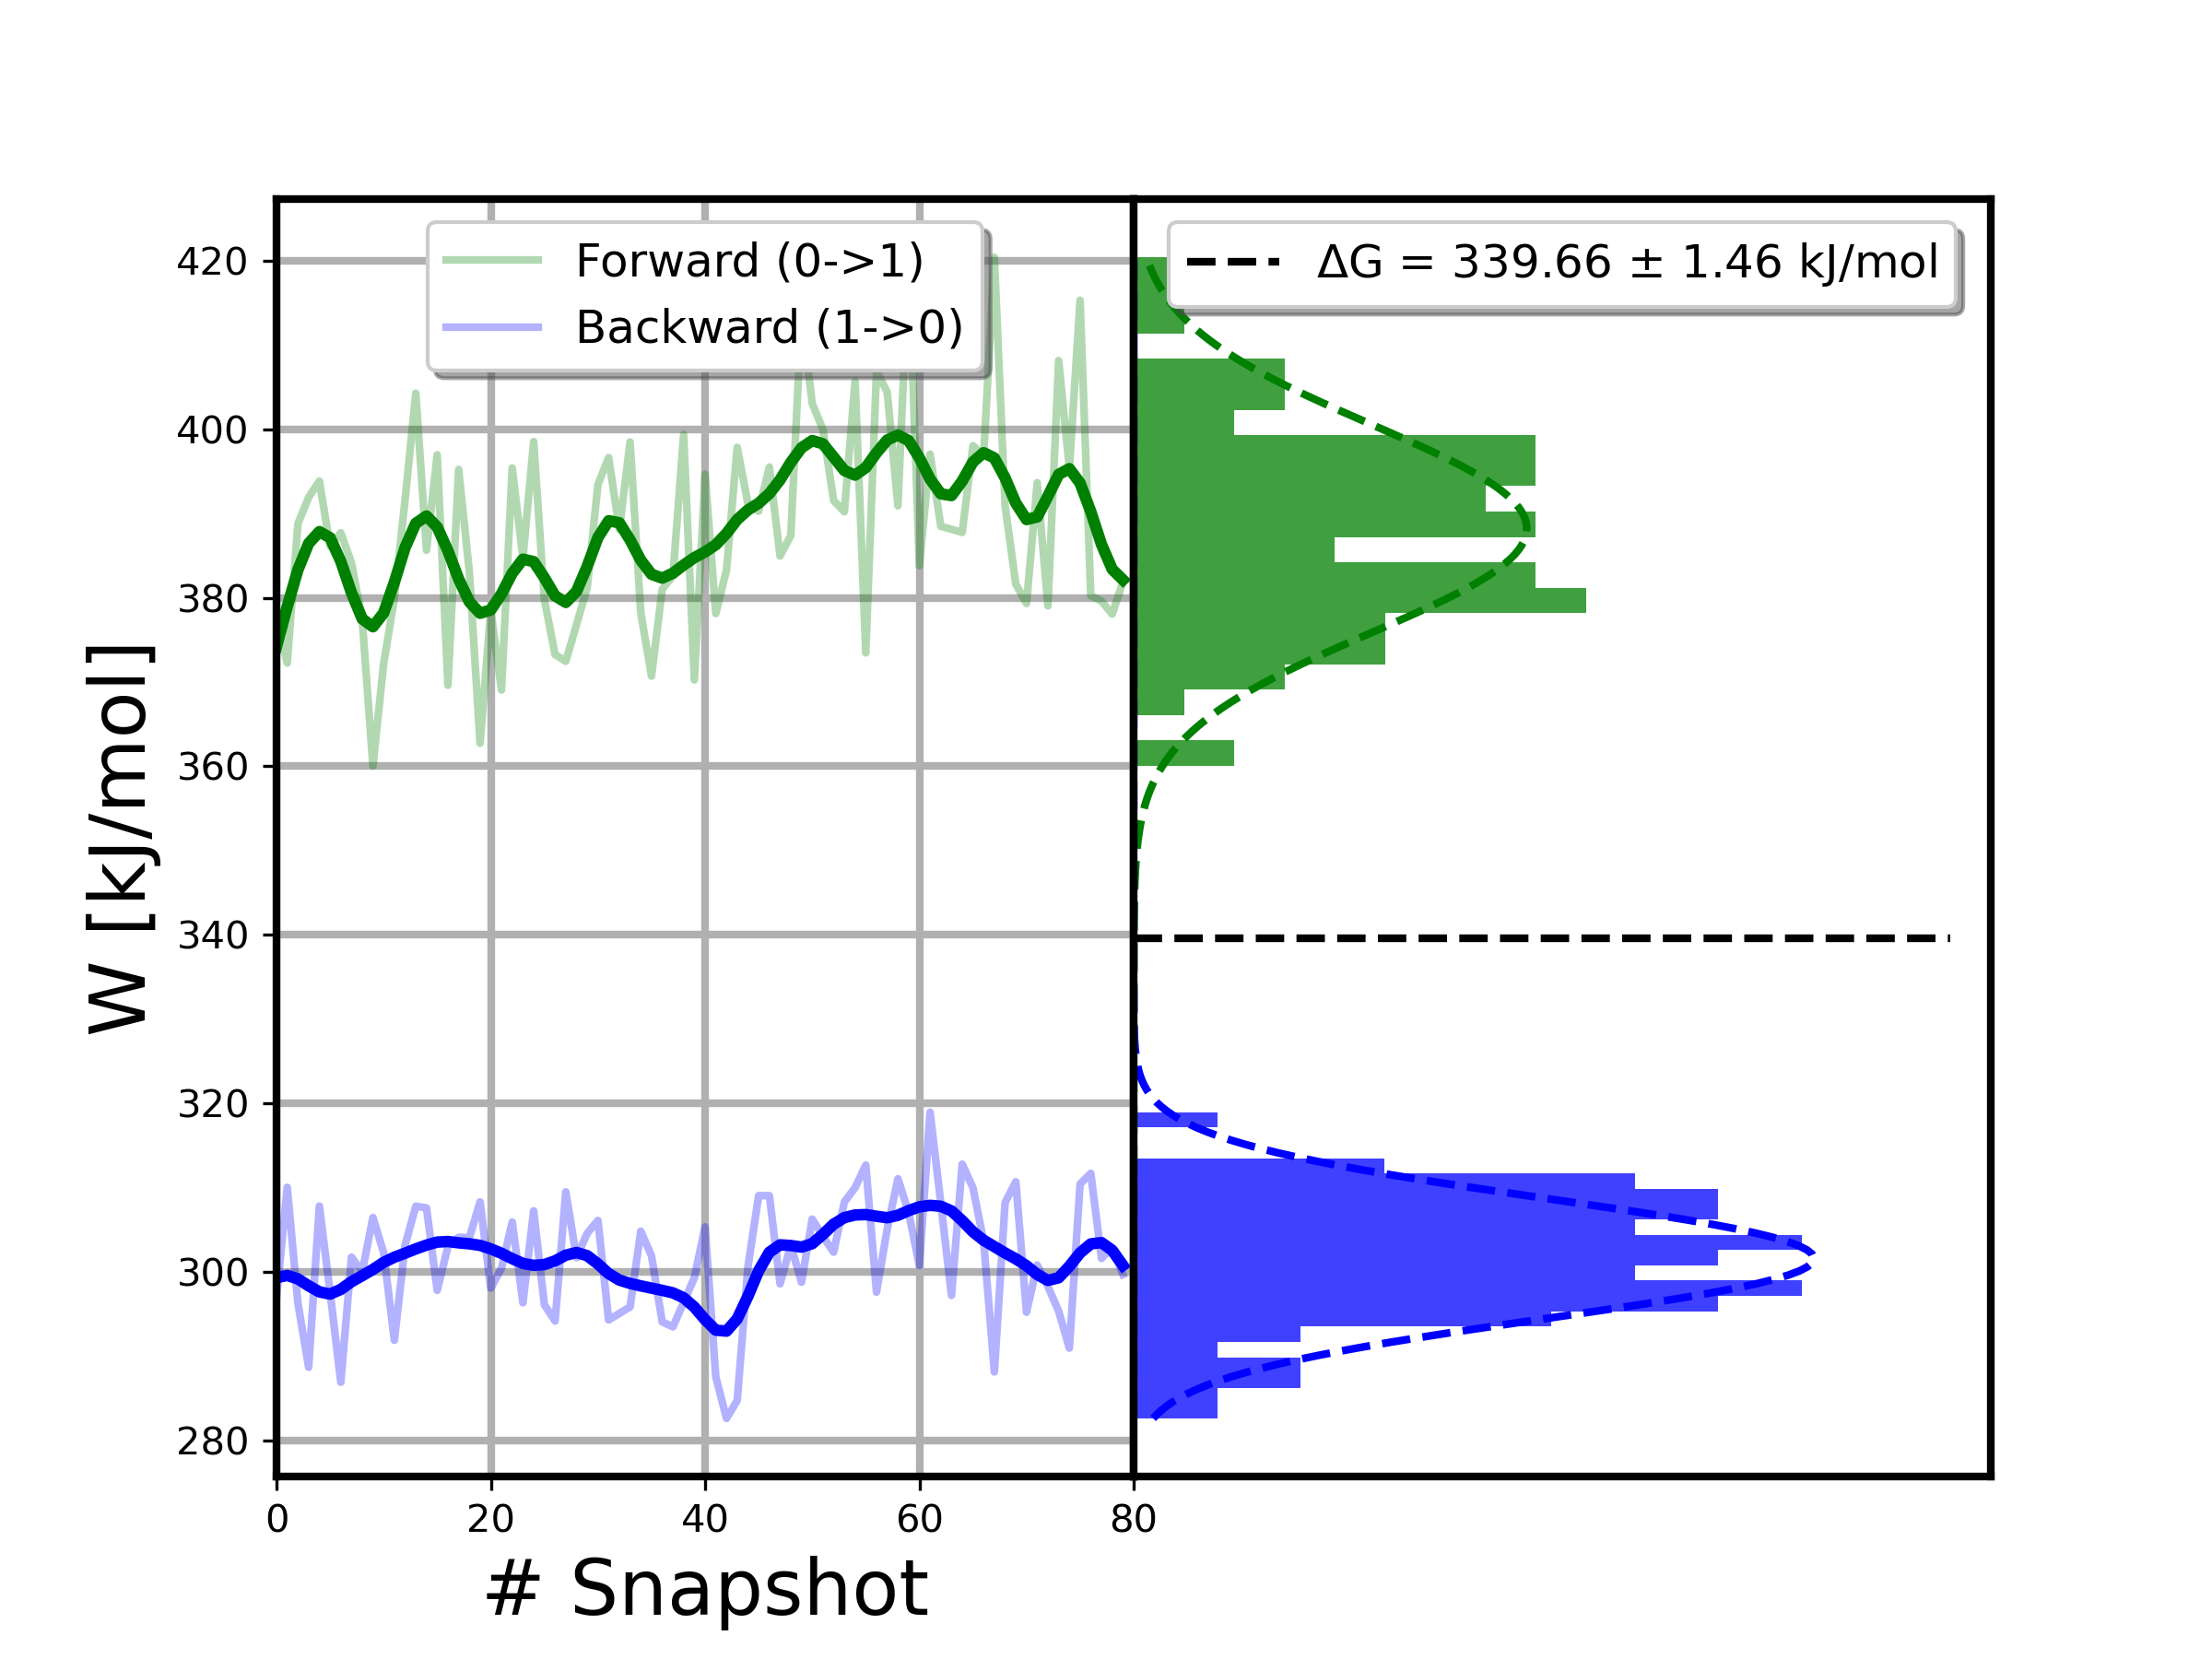 Forward (0->1)
Backward (1->0)
ΔG = 339.66 ± 1.46 kJ/mol
W [kJ/mol]
420
400
380
360
340
320
300
280
0 20 40 60 80
# Snapshot